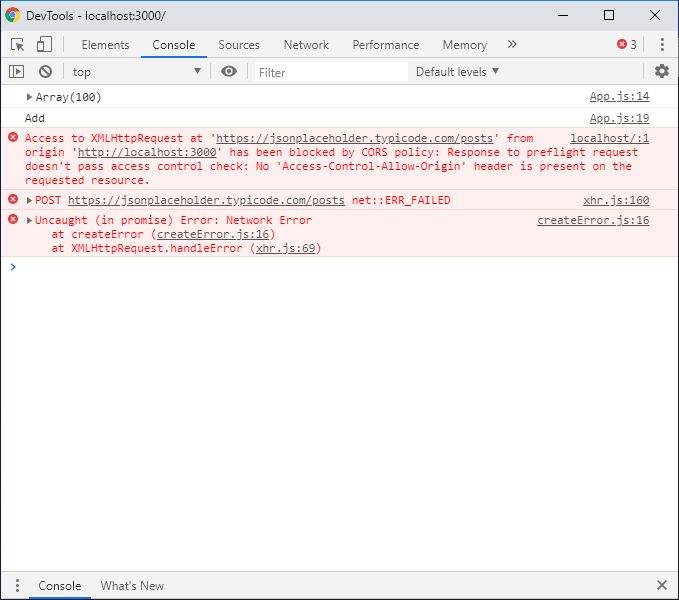 DevTools - localhost:3000/
Elements Console Sources Network Performance Memory » 3
top Filter Default levels ▼
Array(100) App.js:14
Add App.js:19
Access to XMLHttpRequest at 'https://jsonplaceholder.typicode.com/posts' from localhost/:1
origin 'http://localhost:3000' has been blocked by CORS policy: Response to preflight request
doesn't pass access control check: No 'Access-Control-Allow-Origin' header is present on the
requested resource.
POST https://jsonplaceholder.typicode.com/posts net::ERR_FAILED xhr.js:160
Uncaught (in promise) Error: Network Error createError.js:16
at createError (createError.js:16)
at XMLHttpRequest.handleError (xhr.js:69)
Console What's New